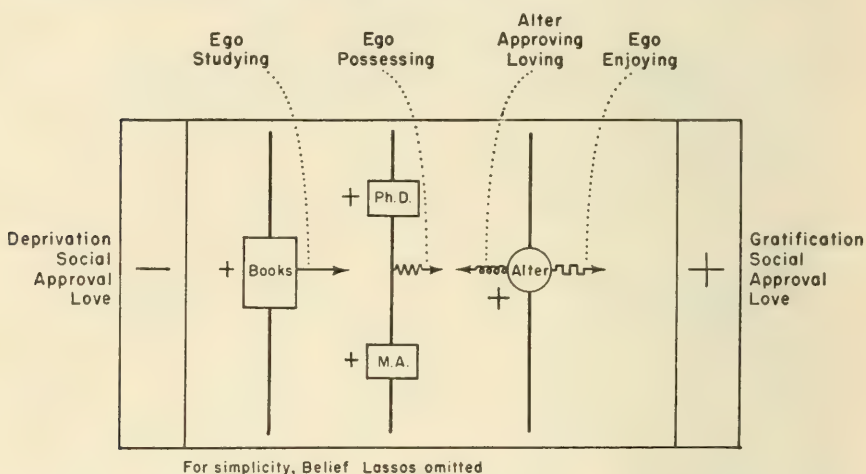 Ego
Studying
Ego
Possessing
Alter
Approving
Loving
Ego
Enjoying
Deprivation
Social
Approval
Love
−
+
Books
+
Ph.D.
+
M.A.
Alter
+
+
Gratification
Social
Approval
Love
For simplicity, Belief Lassos omitted